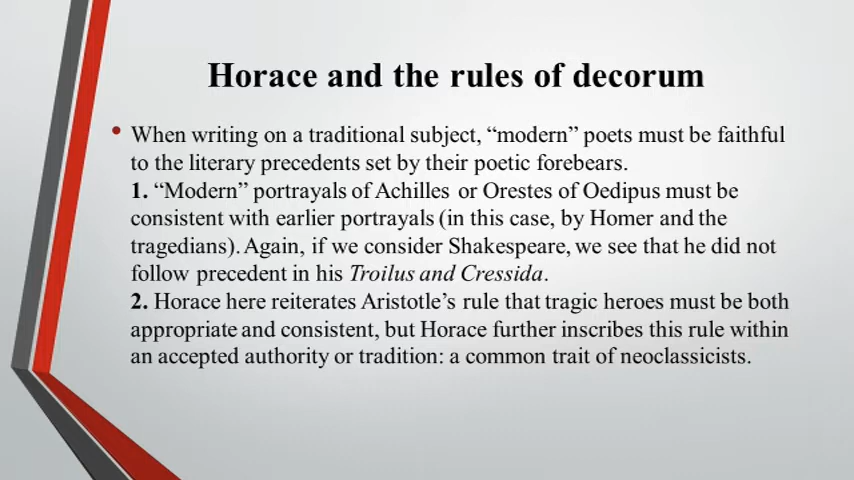 Horace and the rules of decorum
• When writing on a traditional subject, “modern” poets must be faithful
to the literary precedents set by their poetic forebears.
1. “Modern” portrayals of Achilles or Orestes of Oedipus must be
consistent with earlier portrayals (in this case, by Homer and the
tragedians). Again, if we consider Shakespeare, we see that he did not
follow precedent in his Troilus and Cressida.
2. Horace here reiterates Aristotle’s rule that tragic heroes must be both
appropriate and consistent, but Horace further inscribes this rule within
an accepted authority or tradition: a common trait of neoclassicists.